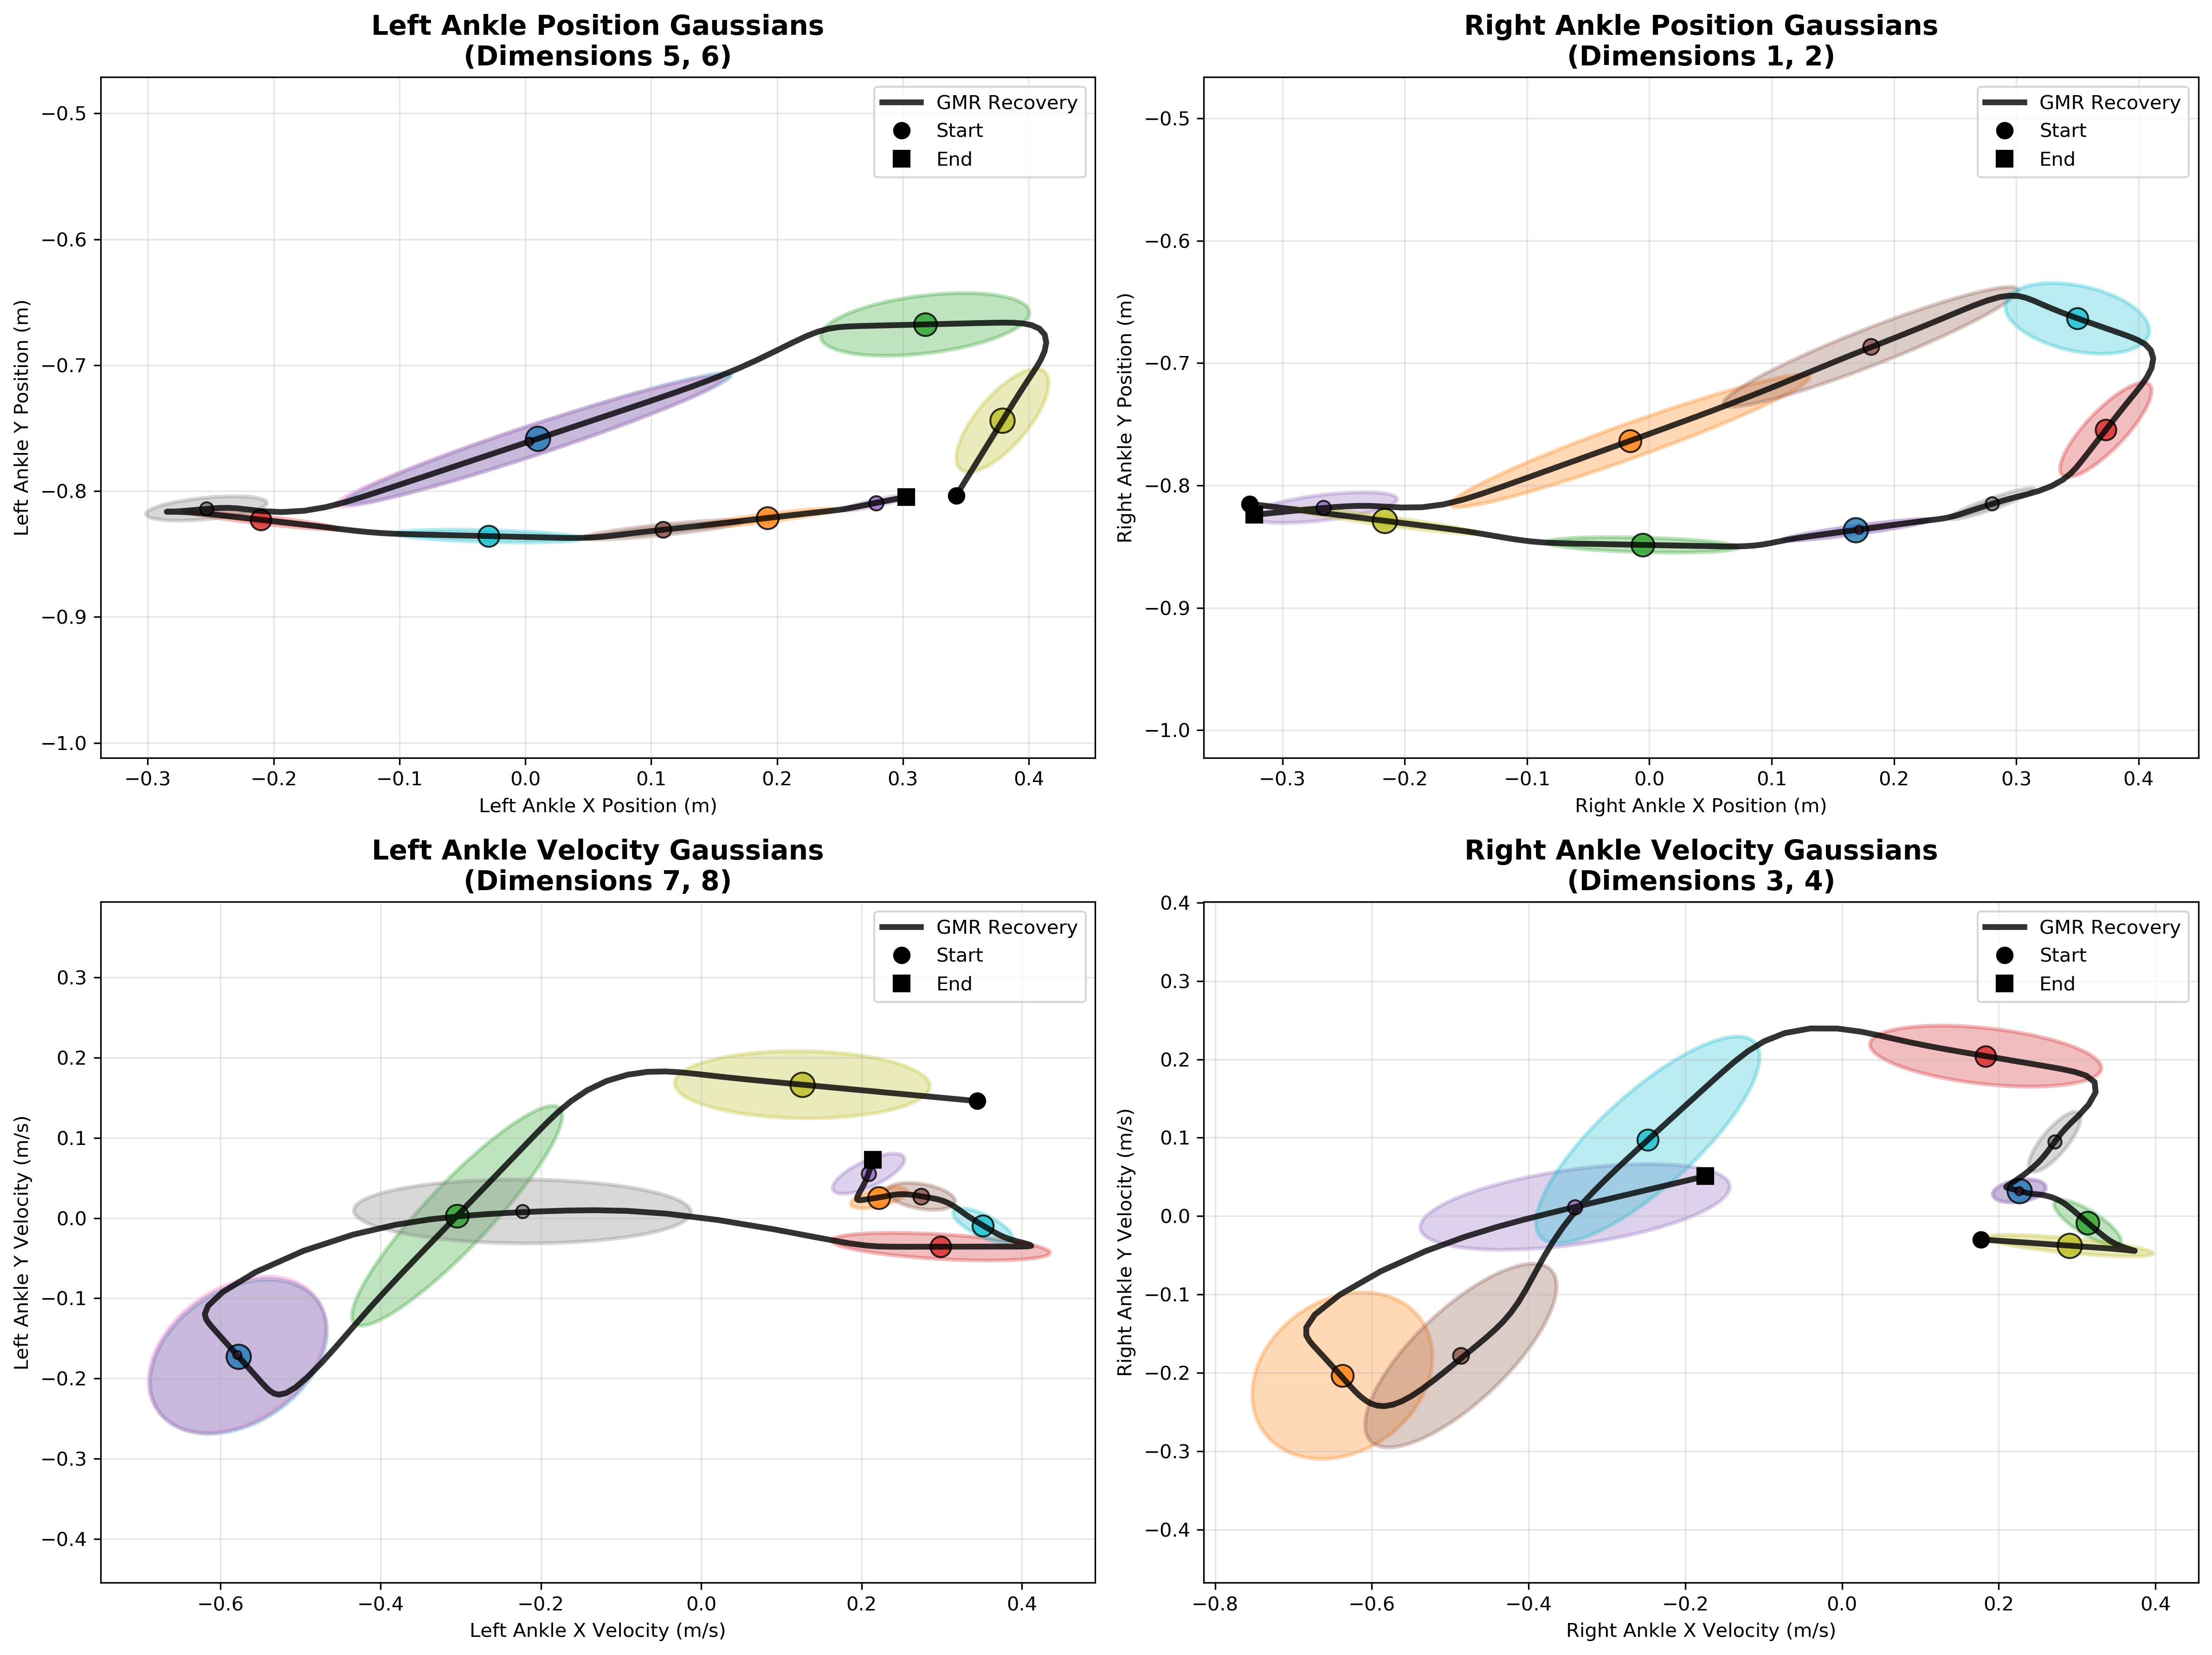 Left Ankle Position Gaussians
(Dimensions 5, 6)
GMR Recovery
Start
End
−0.5
−0.6
−0.7
−0.8
−0.9
−1.0
Left Ankle Y Position (m)
−0.3
−0.2
−0.1
0.0
0.1
0.2
0.3
0.4
Left Ankle X Position (m)
Right Ankle Position Gaussians
(Dimensions 1, 2)
GMR Recovery
Start
End
−0.5
−0.6
−0.7
−0.8
−0.9
−1.0
Right Ankle Y Position (m)
−0.3
−0.2
−0.1
0.0
0.1
0.2
0.3
0.4
Right Ankle X Position (m)
Left Ankle Velocity Gaussians
(Dimensions 7, 8)
GMR Recovery
Start
End
0.3
0.2
0.1
0.0
−0.1
−0.2
−0.3
−0.4
Left Ankle Y Velocity (m/s)
−0.6
−0.4
−0.2
0.0
0.2
0.4
Left Ankle X Velocity (m/s)
Right Ankle Velocity Gaussians
(Dimensions 3, 4)
GMR Recovery
Start
End
0.4
0.3
0.2
0.1
0.0
−0.1
−0.2
−0.3
−0.4
Right Ankle Y Velocity (m/s)
−0.8
−0.6
−0.4
−0.2
0.0
0.2
0.4
Right Ankle X Velocity (m/s)